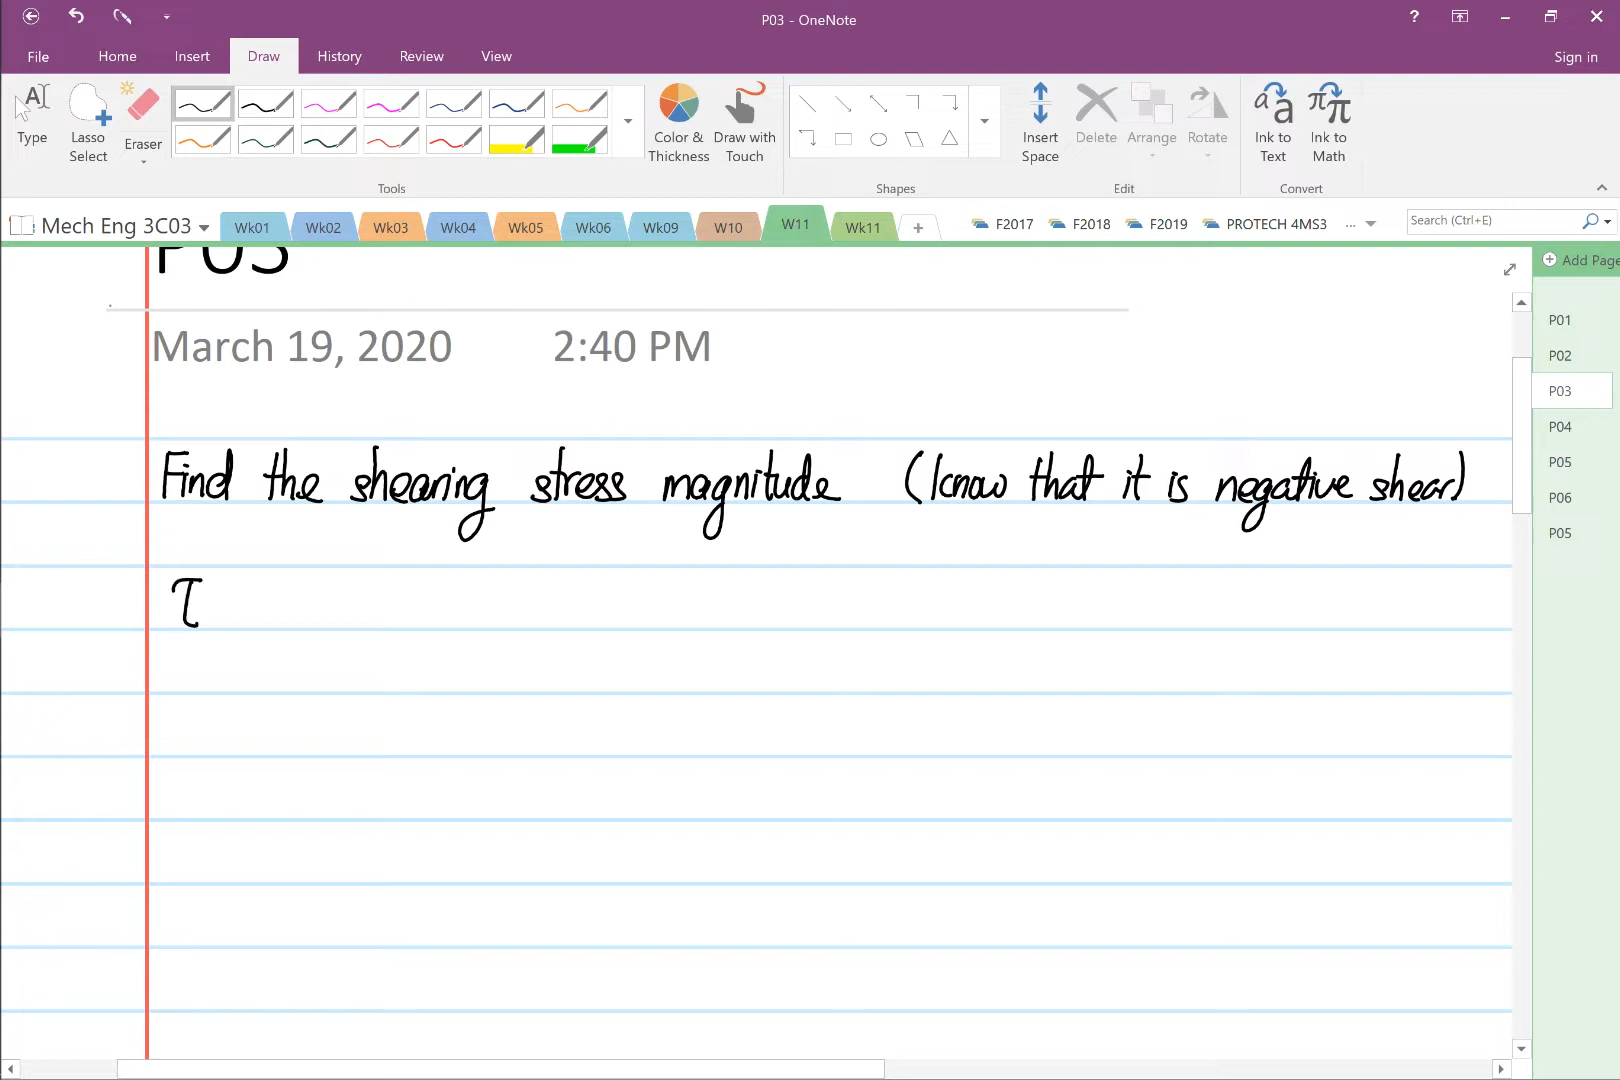 P03 - OneNote
?
File Home Insert Draw History Review View Sign in
Type Lasso Select Eraser Color & Thickness Draw with Touch Insert Space Delete Arrange Rotate Ink to Text Ink to Math
Tools Shapes Edit Convert
Mech Eng 3C03 Wk01 Wk02 Wk03 Wk04 Wk05 Wk06 Wk09 W10 W11 Wk11 + F2017 F2018 F2019 PROTECH 4MS3 ... Search (Ctrl+E)
P03
Add Page
March 19, 2020 2:40 PM
Find the shearing stress magnitude (know that it is negative shear)
τ
P01
P02
P03
P04
P05
P06
P05